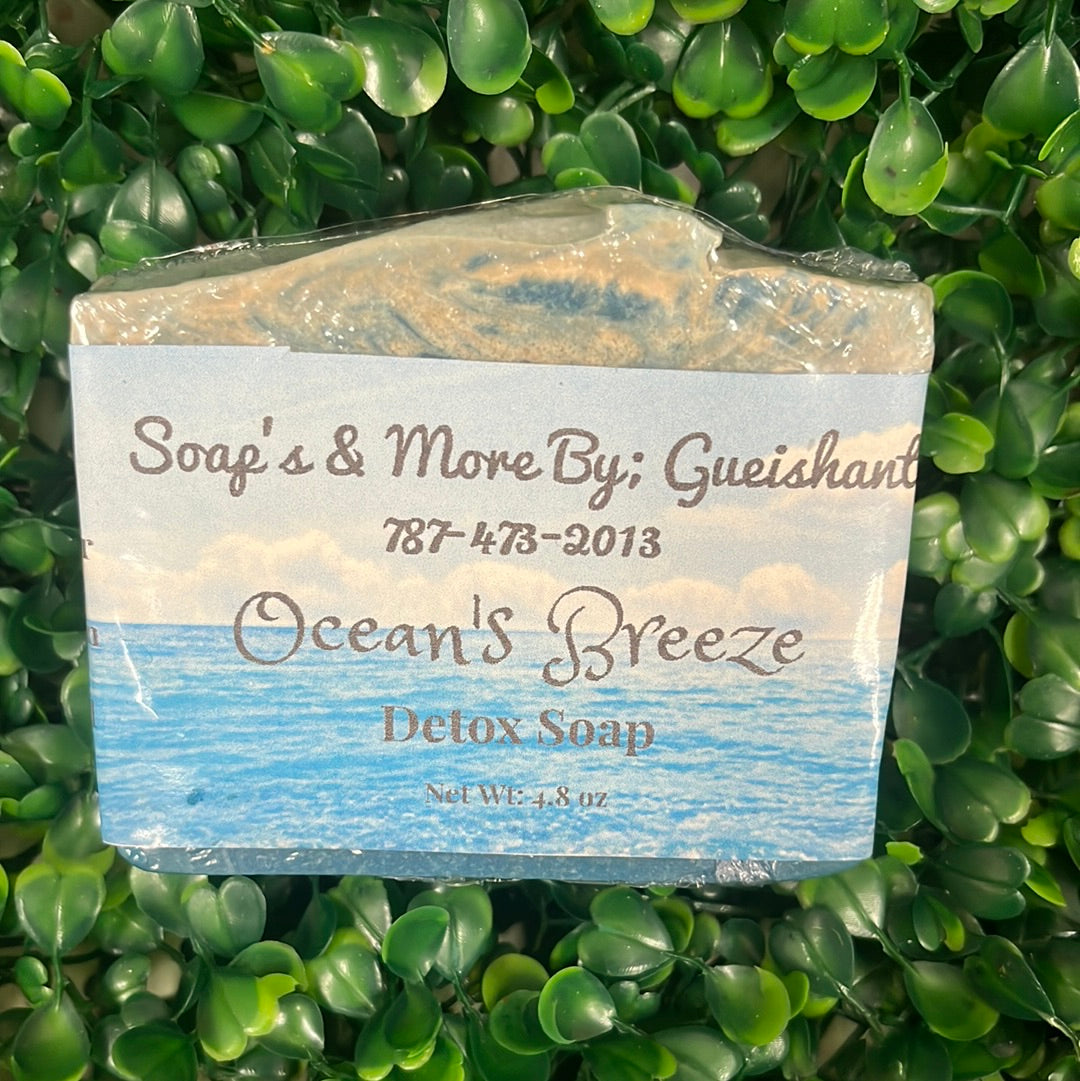 Soap's & More By; Gueishant
787-473-2013
Ocean's Breeze
Detox Soap
Net Wt: 4.8 oz